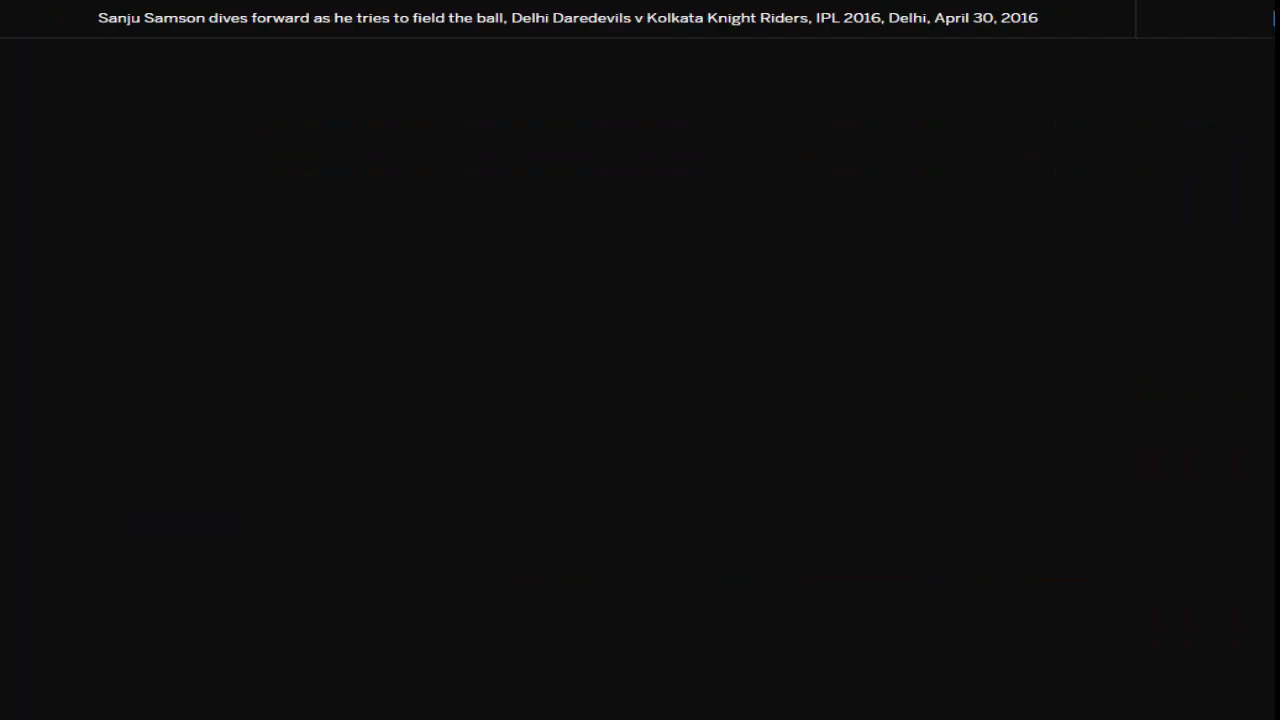 Sanju Samson dives forward as he tries to field the ball, Delhi Daredevils v Kolkata Knight Riders, IPL 2016, Delhi, April 30, 2016